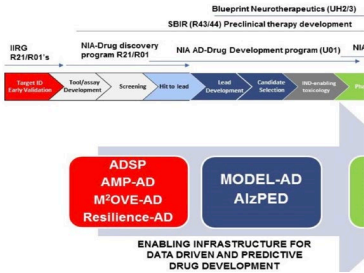 Blueprint Neurotherapeutics (UH2/3)
SBIR (R43/44) Preclinical therapy development
IIRG
R21/R01's
NIA-Drug discovery
program R21/R01
NIA AD-Drug Development program (U01)
NIA
Target ID
Early Validation
Tool/assay
Development
Screening
Hit to lead
Lead
Development
Candidate
Selection
IND-enabling
toxicology
ADSP
AMP-AD
M²OVE-AD
Resilience-AD
MODEL-AD
AlzPED
ENABLING INFRASTRUCTURE FOR
DATA DRIVEN AND PREDICTIVE
DRUG DEVELOPMENT